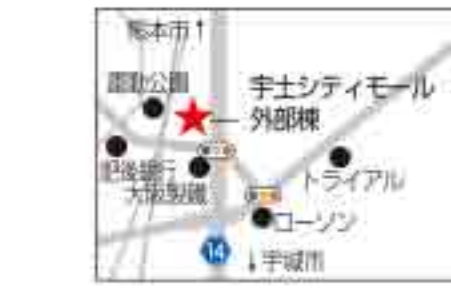 熊本市↑
運動公園
宇土シティモール
外部棟
肥後銀行
大阪製鐵
トライアル
ローソン
14
↓宇城市